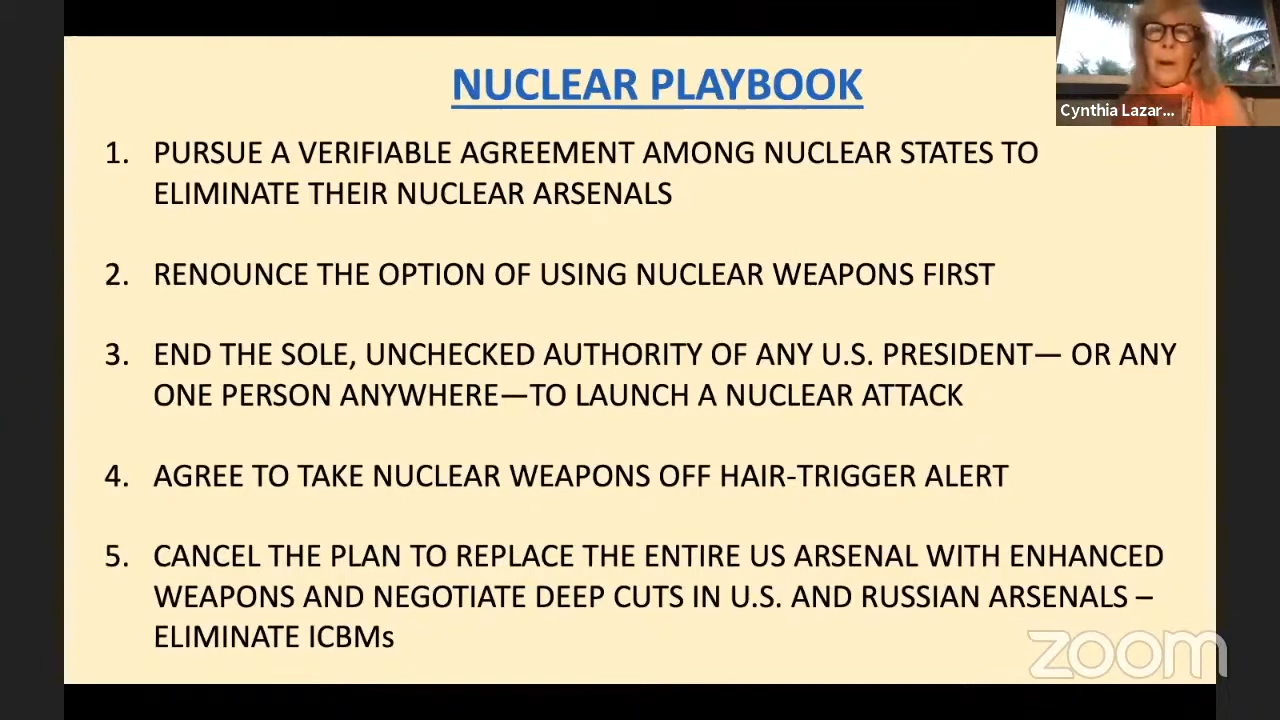 NUCLEAR PLAYBOOK
Cynthia Lazar...
1. PURSUE A VERIFIABLE AGREEMENT AMONG NUCLEAR STATES TO
ELIMINATE THEIR NUCLEAR ARSENALS
2. RENOUNCE THE OPTION OF USING NUCLEAR WEAPONS FIRST
3. END THE SOLE, UNCHECKED AUTHORITY OF ANY U.S. PRESIDENT— OR ANY
ONE PERSON ANYWHERE—TO LAUNCH A NUCLEAR ATTACK
4. AGREE TO TAKE NUCLEAR WEAPONS OFF HAIR-TRIGGER ALERT
5. CANCEL THE PLAN TO REPLACE THE ENTIRE US ARSENAL WITH ENHANCED
WEAPONS AND NEGOTIATE DEEP CUTS IN U.S. AND RUSSIAN ARSENALS –
ELIMINATE ICBMs
zoom